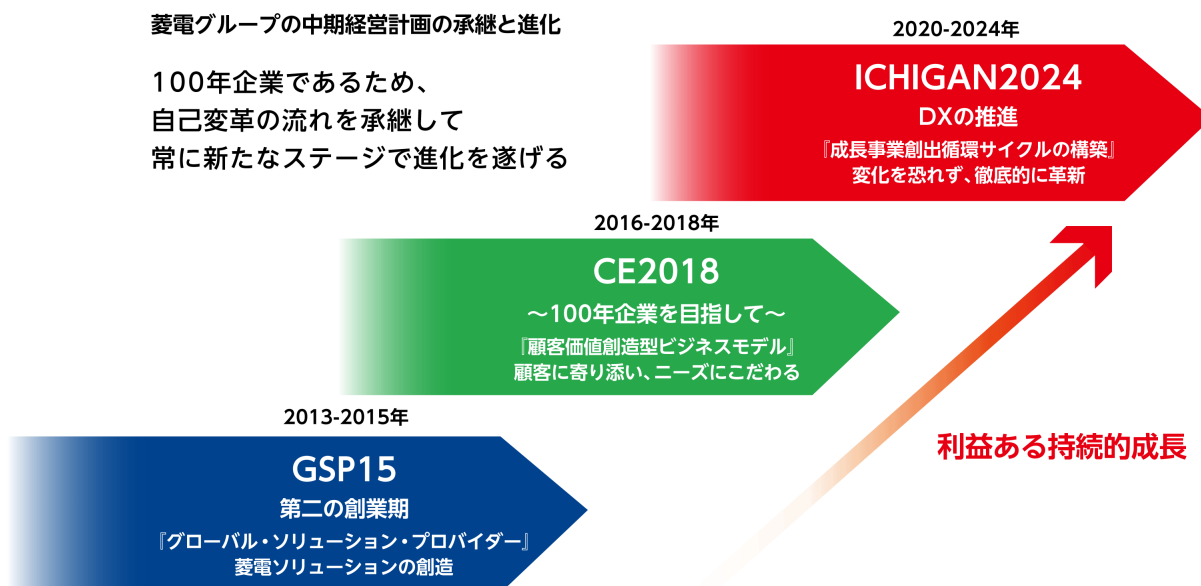 菱電グループの中期経営計画の承継と進化
100年企業であるため、
自己変革の流れを承継して
常に新たなステージで進化を遂げる
2020-2024年
ICHIGAN2024
DXの推進
『成長事業創出循環サイクルの構築』
変化を恐れず、徹底的に革新
2016-2018年
CE2018
～100年企業を目指して～
『顧客価値創造型ビジネスモデル』
顧客に寄り添い、ニーズにこだわる
2013-2015年
GSP15
第二の創業期
『グローバル・ソリューション・プロバイダー』
菱電ソリューションの創造
利益ある持続的成長